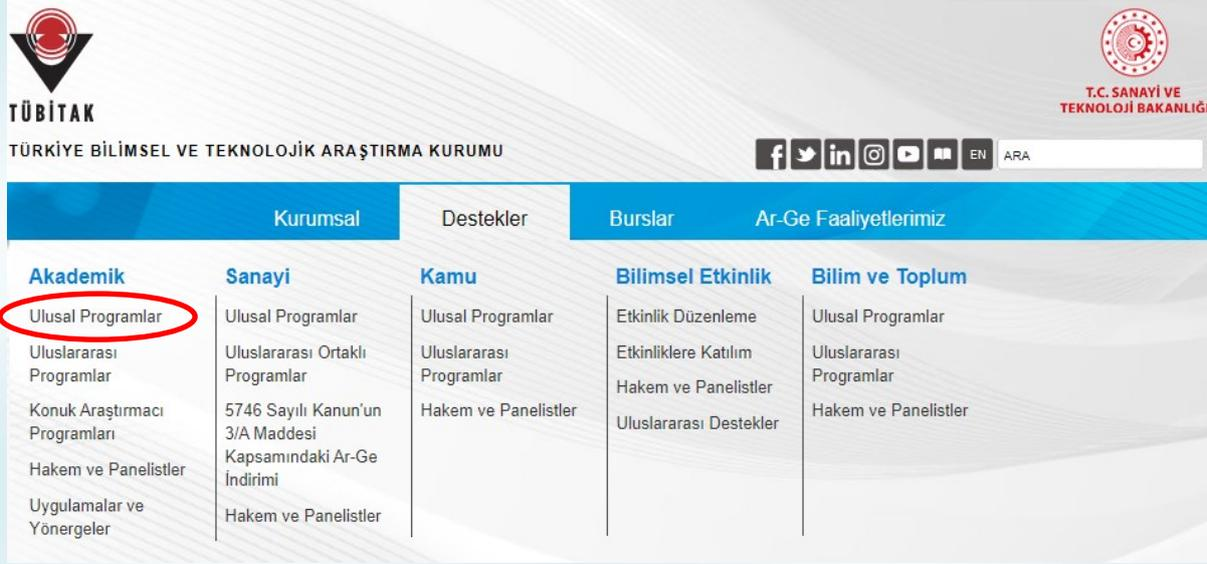 TÜBİTAK
T.C. SANAYİ VE
TEKNOLOJİ BAKANLIĞI
TÜRKİYE BİLİMSEL VE TEKNOLOJİK ARAŞTIRMA KURUMU
EN
ARA
Kurumsal
Destekler
Burslar
Ar-Ge Faaliyetlerimiz
Akademik
Ulusal Programlar
Uluslararası
Programlar
Konuk Araştırmacı
Programları
Hakem ve Panelistler
Uygulamalar ve
Yönergeler
Sanayi
Ulusal Programlar
Uluslararası Ortaklı
Programlar
5746 Sayılı Kanun'un
3/A Maddesi
Kapsamındaki Ar-Ge
İndirimi
Hakem ve Panelistler
Kamu
Ulusal Programlar
Uluslararası
Programlar
Hakem ve Panelistler
Bilimsel Etkinlik
Etkinlik Düzenleme
Etkinliklere Katılım
Hakem ve Panelistler
Uluslararası Destekler
Bilim ve Toplum
Ulusal Programlar
Uluslararası
Programlar
Hakem ve Panelistler